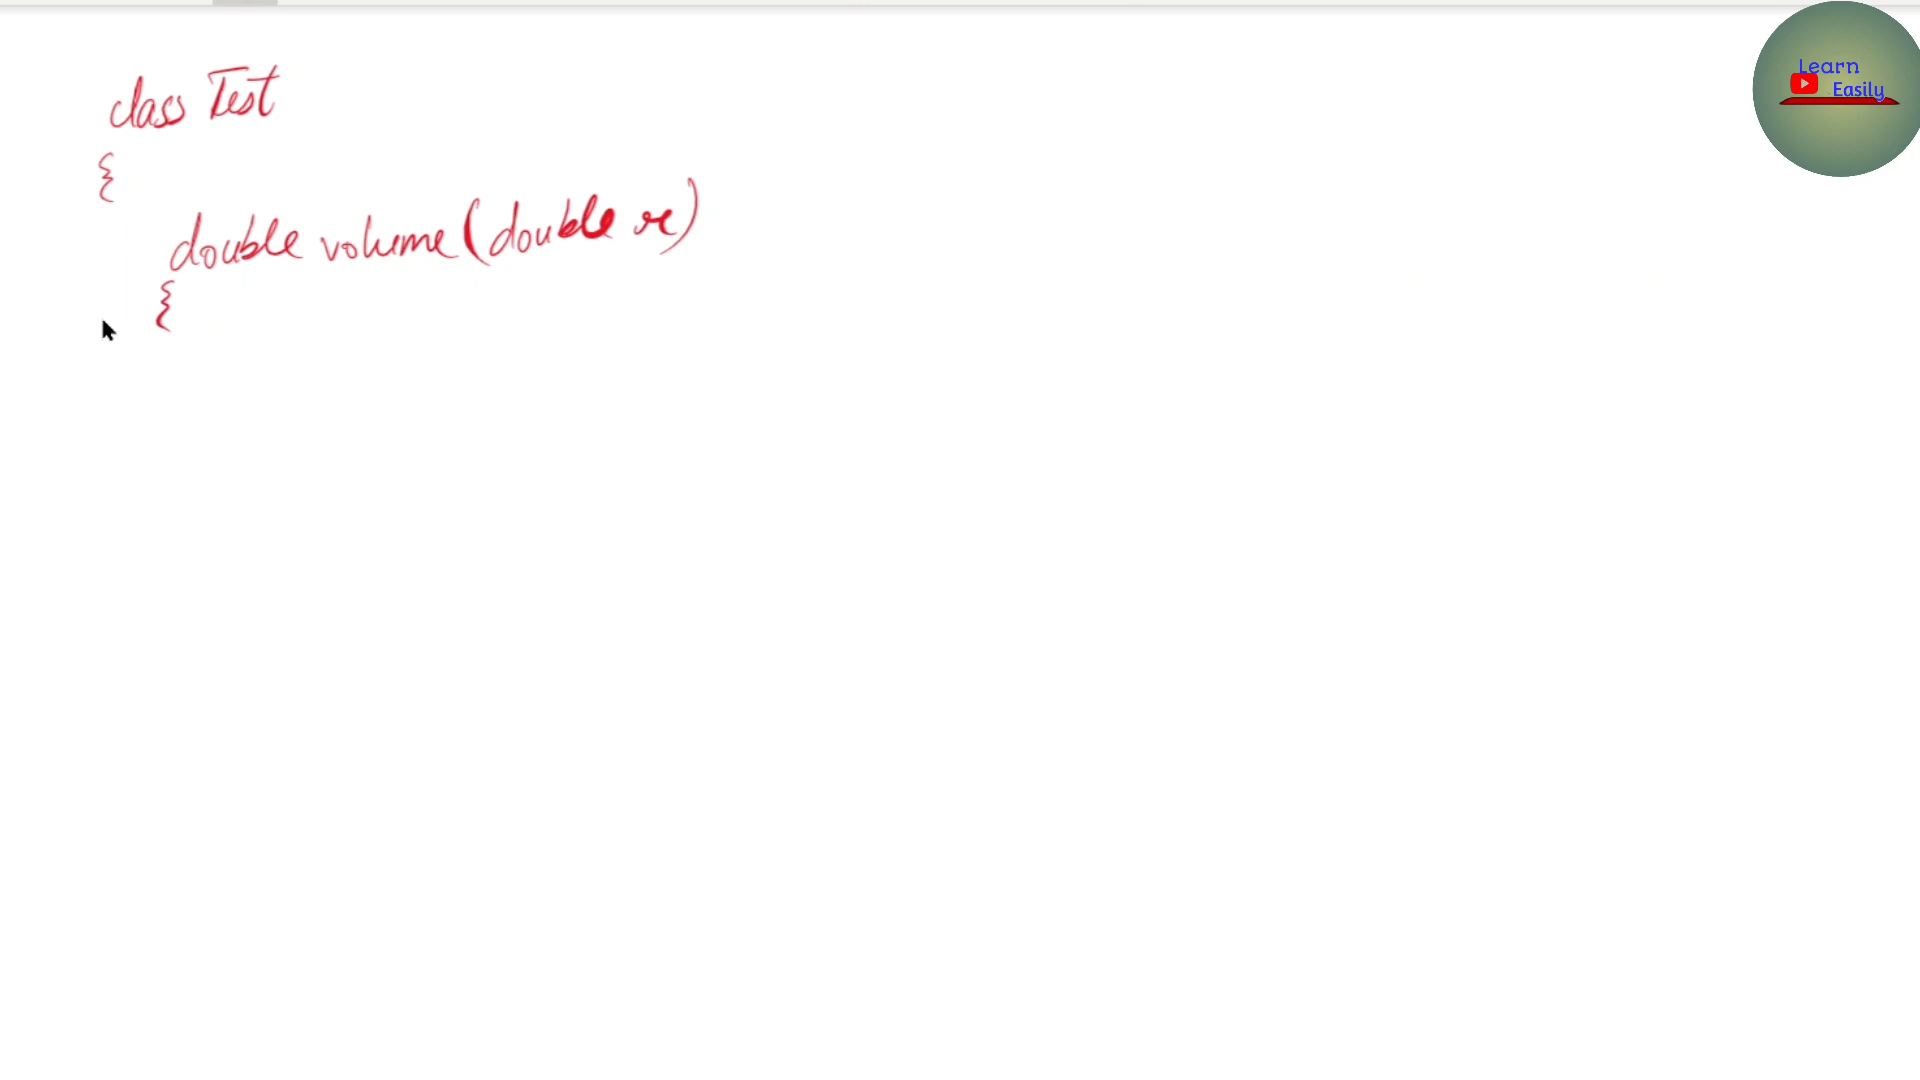 class Test
{
double volume(double r)
{
Learn
Easily